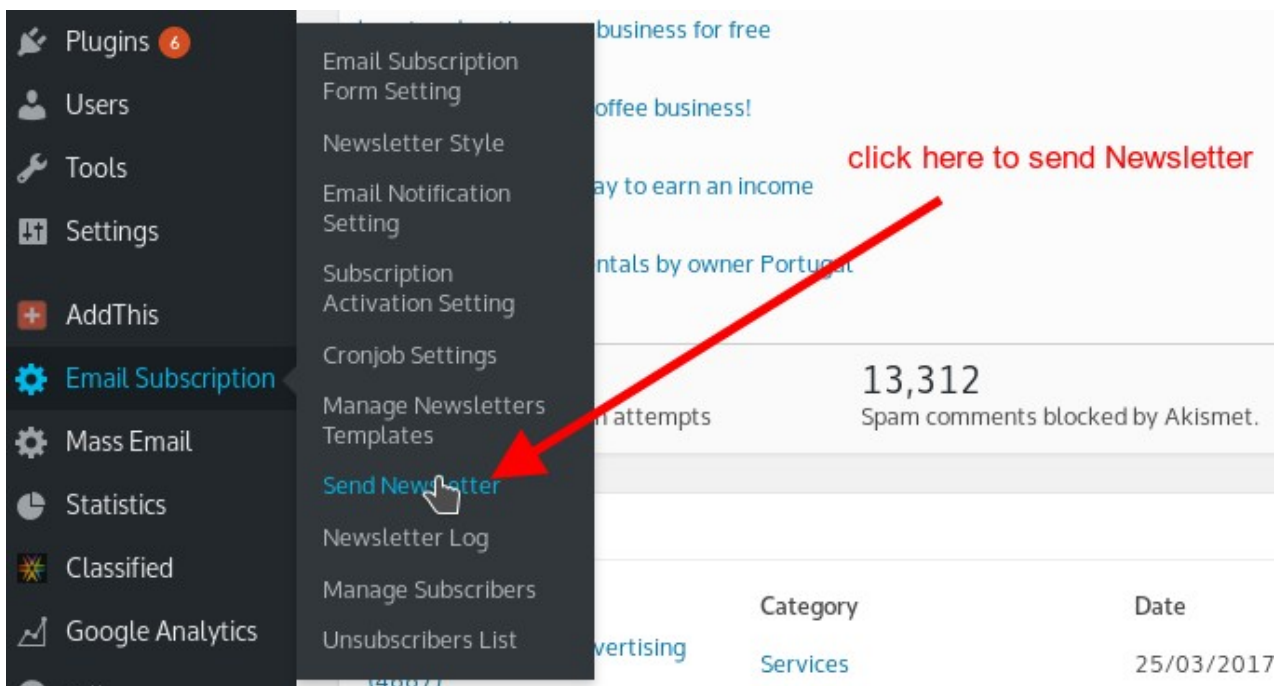 Plugins 6
Users
Tools
Settings
AddThis
Email Subscription
Mass Email
Statistics
Classified
Google Analytics
Email Subscription
Form Setting
Newsletter Style
Email Notification
Setting
Subscription
Activation Setting
Cronjob Settings
Manage Newsletters
Templates
Send Newsletter
Newsletter Log
Manage Subscribers
Unsubscribers List
business for free
offee business!
click here to send Newsletter
ay to earn an income
ntals by owner Portugal
attempts
13,312
Spam comments blocked by Akismet.
Category
Date
vertising
Services
25/03/2017